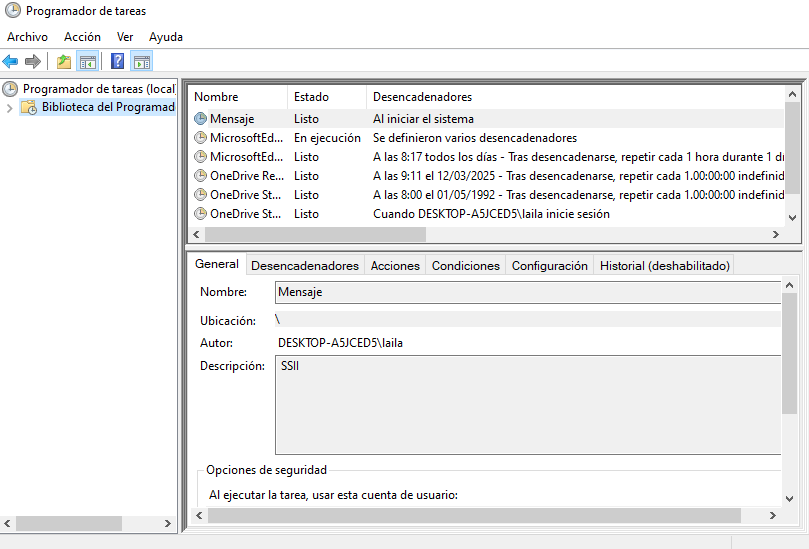 Programador de tareas
Archivo Acción Ver Ayuda
Programador de tareas (local
Biblioteca del Programad
Nombre Estado Desencadenadores
Mensaje Listo Al iniciar el sistema
MicrosoftEd... En ejecución Se definieron varios desencadenadores
MicrosoftEd... Listo A las 8:17 todos los días - Tras desencadenarse, repetir cada 1 hora durante 1 d
OneDrive Re... Listo A las 9:11 el 12/03/2025 - Tras desencadenarse, repetir cada 1.00:00:00 indefinid
OneDrive St... Listo A las 8:00 el 01/05/1992 - Tras desencadenarse, repetir cada 1.00:00:00 indefinid
OneDrive St... Listo Cuando DESKTOP-A5JCED5\laila inicie sesión
General Desencadenadores Acciones Condiciones Configuración Historial (deshabilitado)
Nombre: Mensaje
Ubicación: \
Autor: DESKTOP-A5JCED5\laila
Descripción: SSII
Opciones de seguridad
Al ejecutar la tarea, usar esta cuenta de usuario: